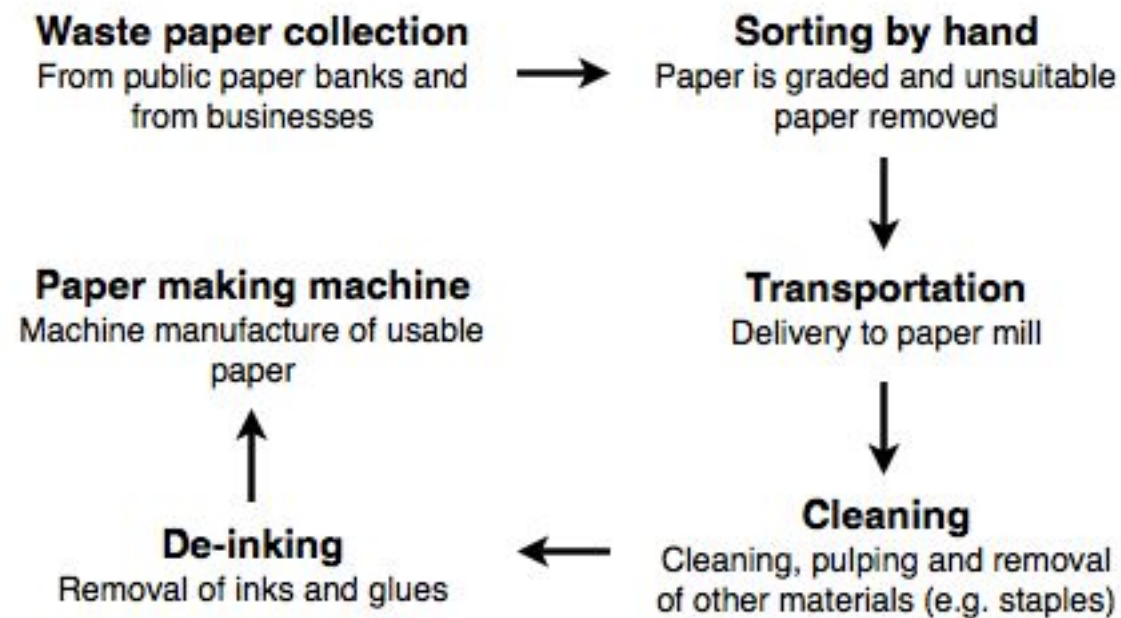 Waste paper collection
From public paper banks and
from businesses
Sorting by hand
Paper is graded and unsuitable
paper removed
Transportation
Delivery to paper mill
Cleaning
Cleaning, pulping and removal
of other materials (e.g. staples)
De-inking
Removal of inks and glues
Paper making machine
Machine manufacture of usable
paper